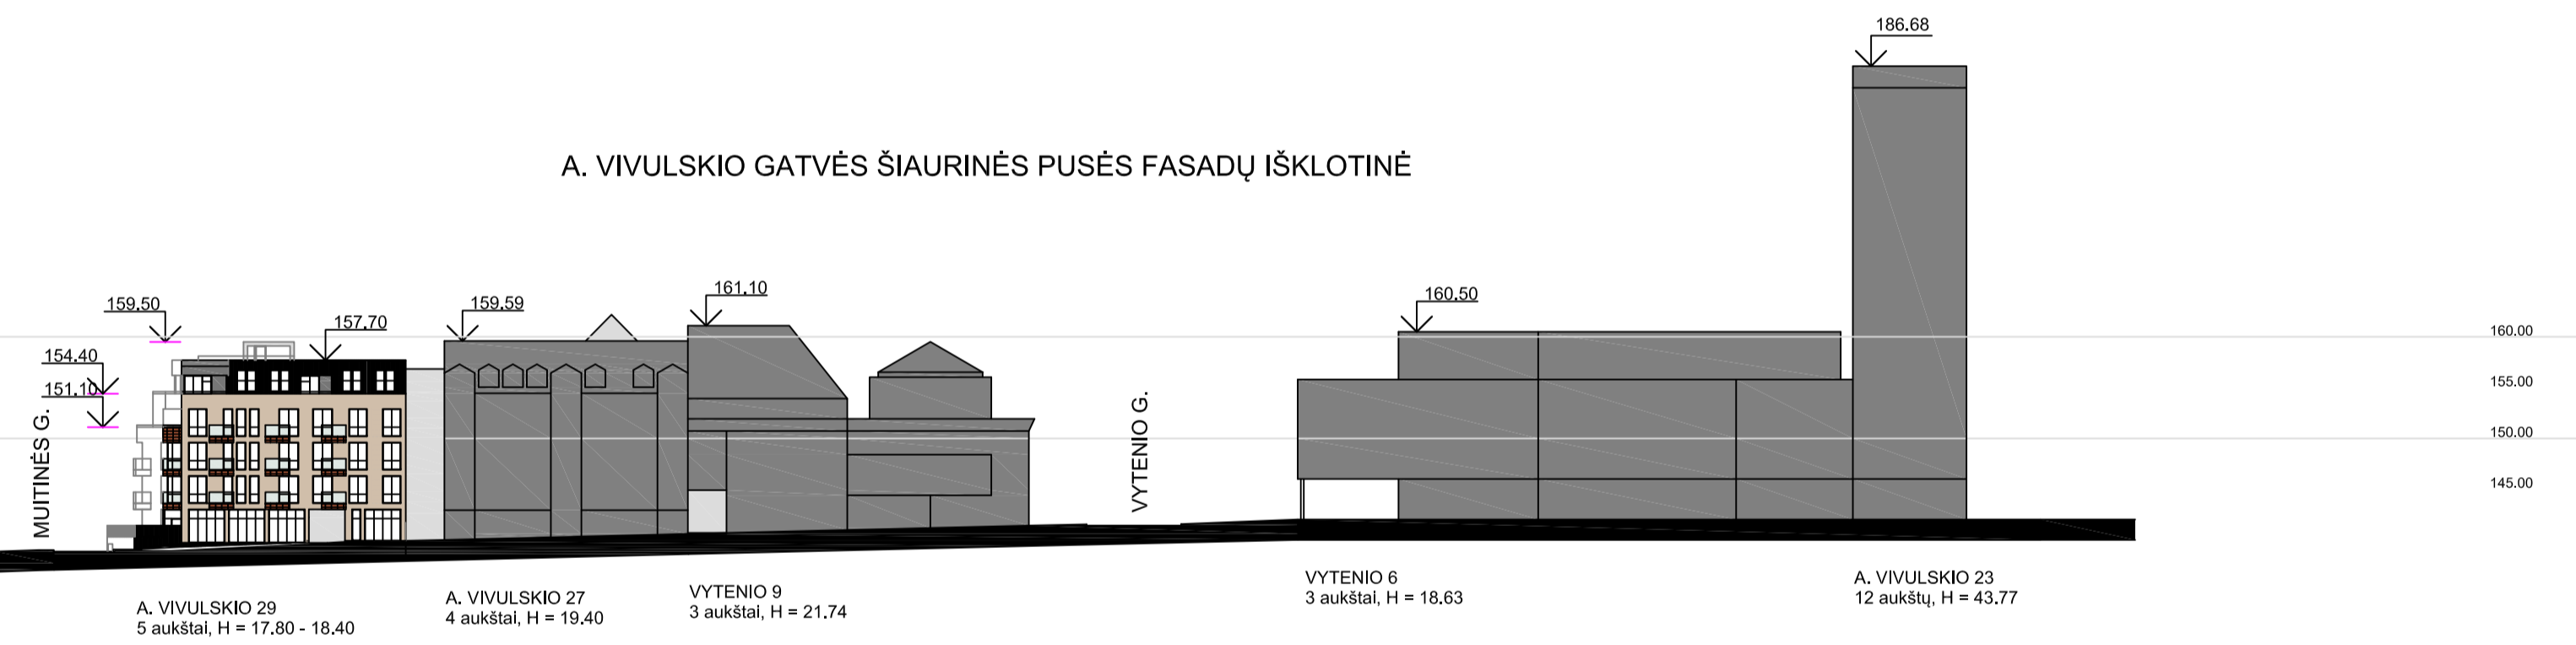 186.68
A. VIVULSKIO GATVĖS ŠIAURINĖS PUSĖS FASADŲ IŠKLOTINĖ
159.50
157.70
159.59
161.10
160.50
160.00
154.40
151.10
155.00
150.00
145.00
MUITINĖS G.
VYTENIO G.
A. VIVULSKIO 29
5 aukštai, H = 17.80 - 18.40
A. VIVULSKIO 27
4 aukštai, H = 19.40
VYTENIO 9
3 aukštai, H = 21.74
VYTENIO 6
3 aukštai, H = 18.63
A. VIVULSKIO 23
12 aukštų, H = 43.77